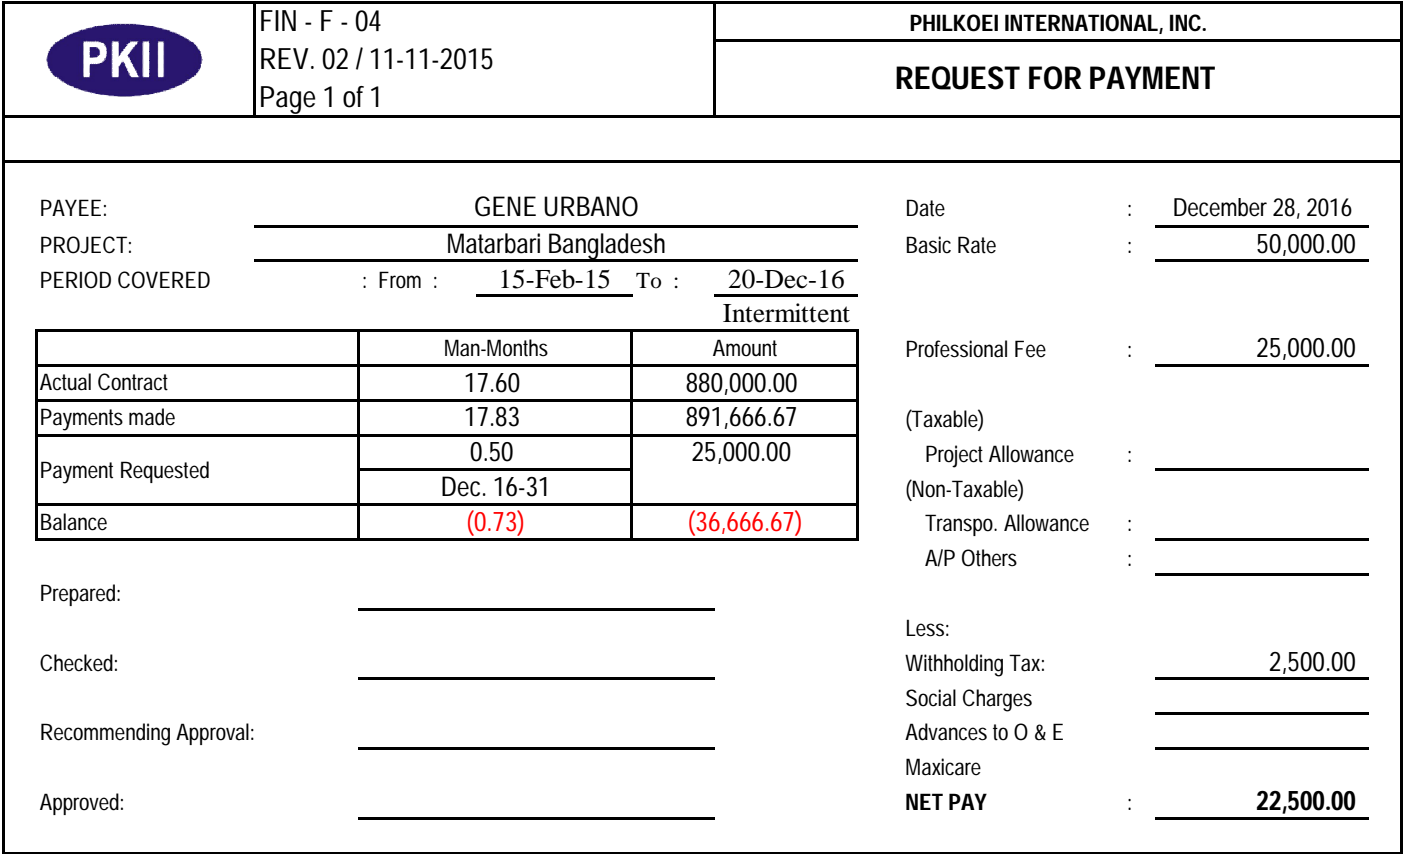 PKII
FIN - F - 04
REV. 02 / 11-11-2015
Page 1 of 1
PHILKOEI INTERNATIONAL, INC.
REQUEST FOR PAYMENT
PAYEE: GENE URBANO
PROJECT: Matarbari Bangladesh
PERIOD COVERED : From : 15-Feb-15 To : 20-Dec-16
Intermittent
Man-Months Amount
Actual Contract 17.60 880,000.00
Payments made 17.83 891,666.67
Payment Requested 0.50 25,000.00
Dec. 16-31
Balance (0.73) (36,666.67)
Prepared:
Checked:
Recommending Approval:
Approved:
Date : December 28, 2016
Basic Rate : 50,000.00
Professional Fee : 25,000.00
(Taxable)
Project Allowance :
(Non-Taxable)
Transpo. Allowance :
A/P Others :
Less:
Withholding Tax: 2,500.00
Social Charges
Advances to O & E
Maxicare
NET PAY : 22,500.00